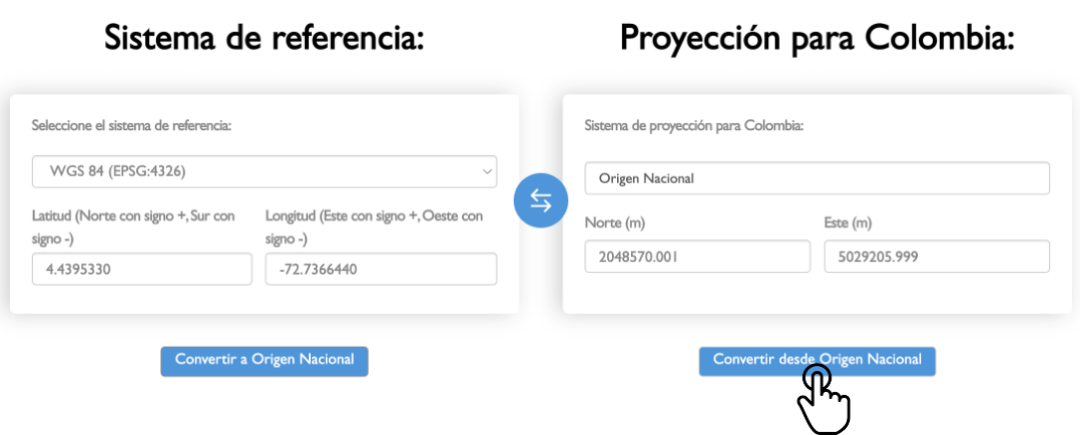 Sistema de referencia:
Seleccione el sistema de referencia:
WGS 84 (EPSG:4326)
Latitud (Norte con signo +, Sur con
signo -)
Longitud (Este con signo +, Oeste con
signo -)
4.4395330
-72.7366440
Convertir a Origen Nacional
Proyección para Colombia:
Sistema de proyección para Colombia:
Origen Nacional
Norte (m)
Este (m)
2048570.001
5029205.999
Convertir desde Origen Nacional